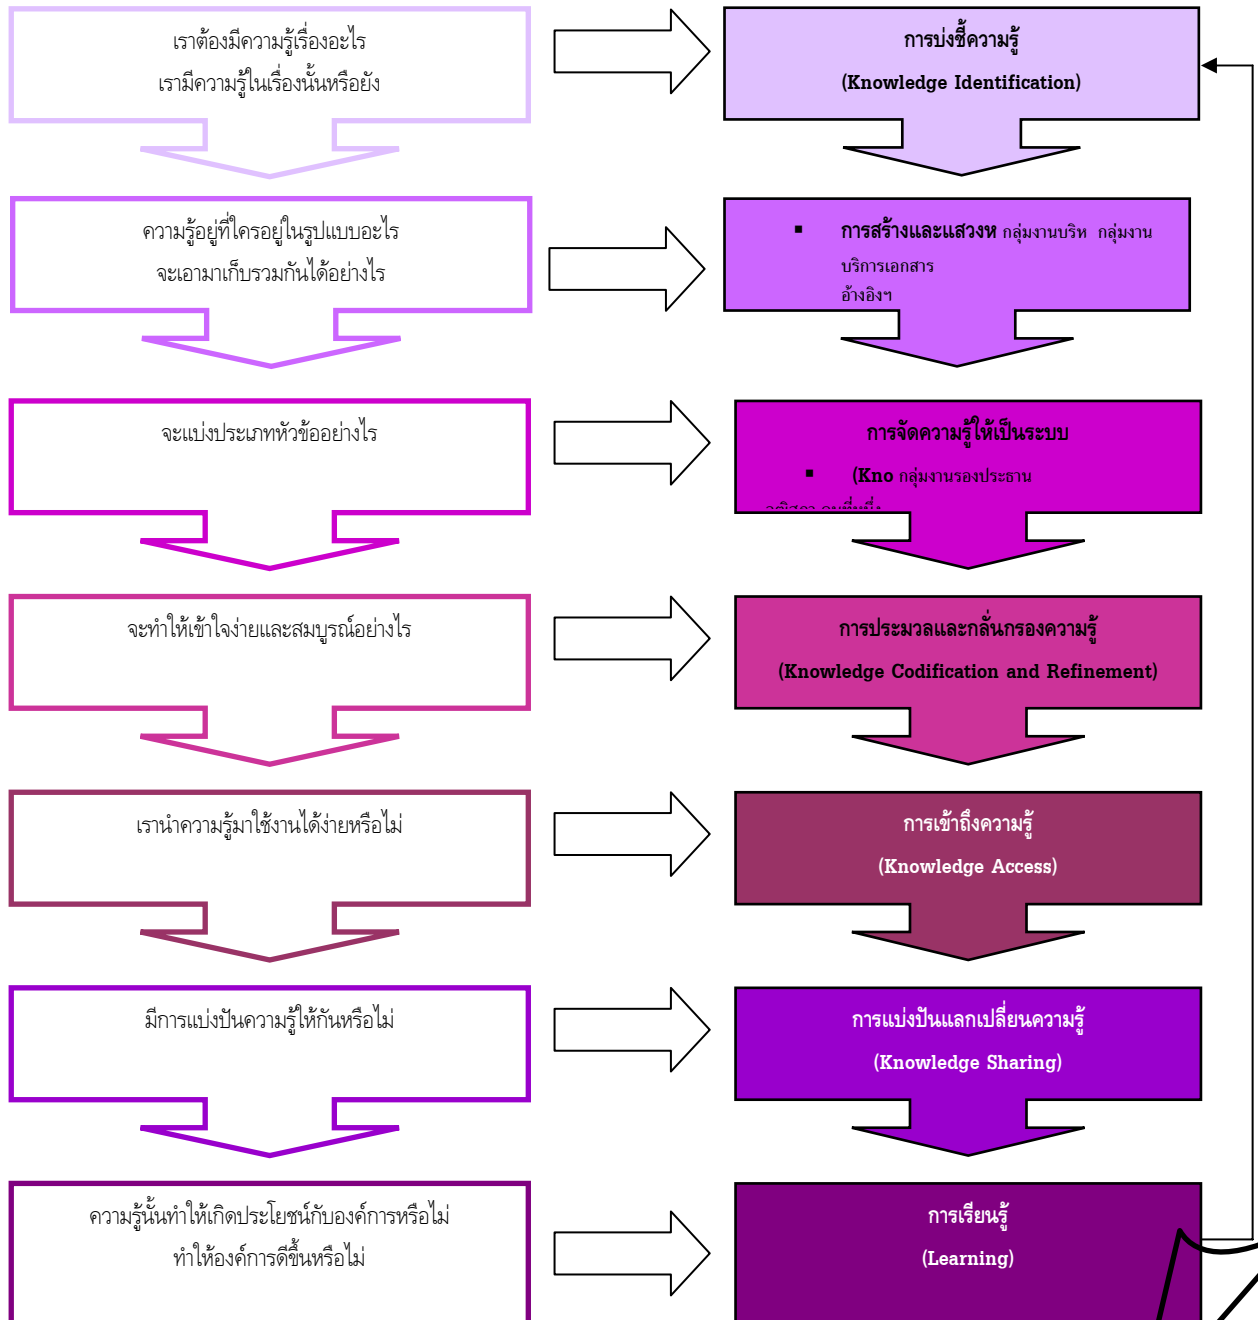 เราต้องมีความรู้เรื่องอะไร
เรามีความรู้ในเรื่องนั้นหรือยัง
การบ่งชี้ความรู้
(Knowledge Identification)
ความรู้อยู่ที่ใครอยู่ในรูปแบบอะไร
จะเอามาเก็บรวมกันได้อย่างไร
▪ การสร้างและแสวงห กลุ่มงานบริห กลุ่มงาน
บริการเอกสาร
อ้างอิงฯ
จะแบ่งประเภทหัวข้ออย่างไร
การจัดความรู้ให้เป็นระบบ
▪ (Kno กลุ่มงานรองประธาน
จะทำให้เข้าใจง่ายและสมบูรณ์อย่างไร
การประมวลและกลั่นกรองความรู้
(Knowledge Codification and Refinement)
เรานำความรู้มาใช้งานได้ง่ายหรือไม่
การเข้าถึงความรู้
(Knowledge Access)
มีการแบ่งปันความรู้ให้กันหรือไม่
การแบ่งปันแลกเปลี่ยนความรู้
(Knowledge Sharing)
ความรู้นั้นทำให้เกิดประโยชน์กับองค์การหรือไม่
ทำให้องค์การดีขึ้นหรือไม่
การเรียนรู้
(Learning)